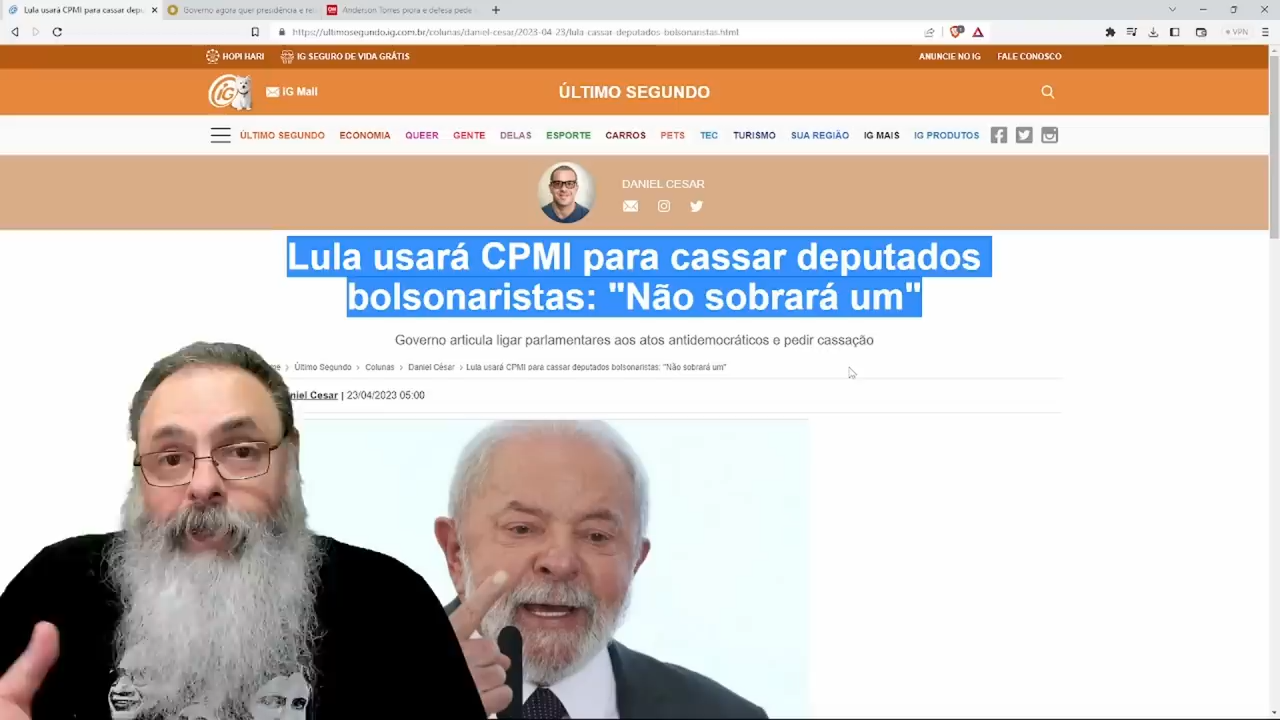 Lula usará CPMI para cassar depu
Governo agora quer presidência e re
Anderson Torres piora e defesa pede
https://ultimosegundo.ig.com.br/colunas/daniel-cesar/2023-04-23/lula-cassar-deputados-bolsonaristas.html
VPN
HOPI HARI
IG SEGURO DE VIDA GRÁTIS
ANUNCIE NO IG
FALE CONOSCO
iG
iG Mail
ÚLTIMO SEGUNDO
ÚLTIMO SEGUNDO ECONOMIA QUEER GENTE DELAS ESPORTE CARROS PETS TEC TURISMO SUA REGIÃO IG MAIS IG PRODUTOS
DANIEL CESAR
Lula usará CPMI para cassar deputados
bolsonaristas: "Não sobrará um"
Governo articula ligar parlamentares aos atos antidemocráticos e pedir cassação
me > Último Segundo > Colunas > Daniel César > Lula usará CPMI para cassar deputados bolsonaristas: "Não sobrará um"
niel Cesar | 23/04/2023 05:00